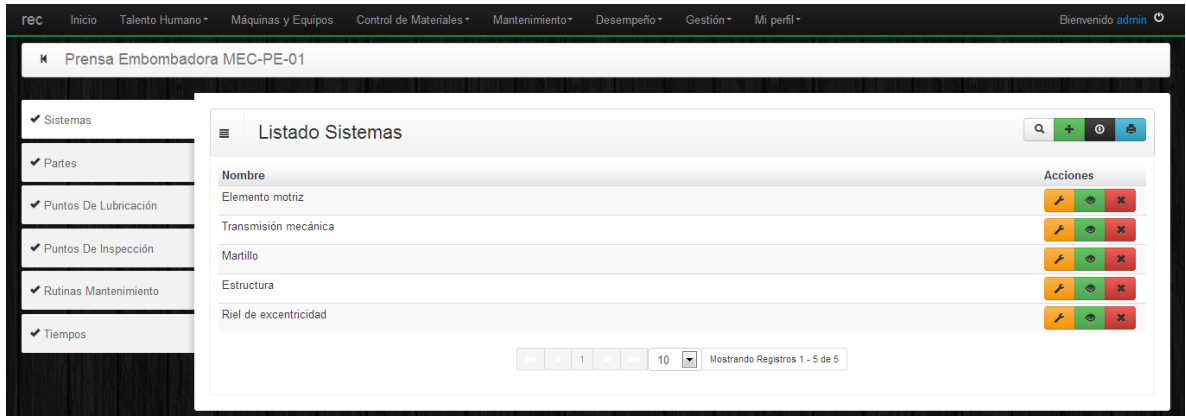 rec Inicio Talento Humano Máquinas y Equipos Control de Materiales Mantenimiento Desempeño Gestión Mi perfil Bienvenido admin
Prensa Embombadora MEC-PE-01
Sistemas
Partes
Puntos De Lubricación
Puntos De Inspección
Rutinas Mantenimiento
Tiempos
Listado Sistemas
Nombre Acciones
Elemento motriz
Transmisión mecánica
Martillo
Estructura
Riel de excentricidad
1 10 Mostrando Registros 1 - 5 de 5